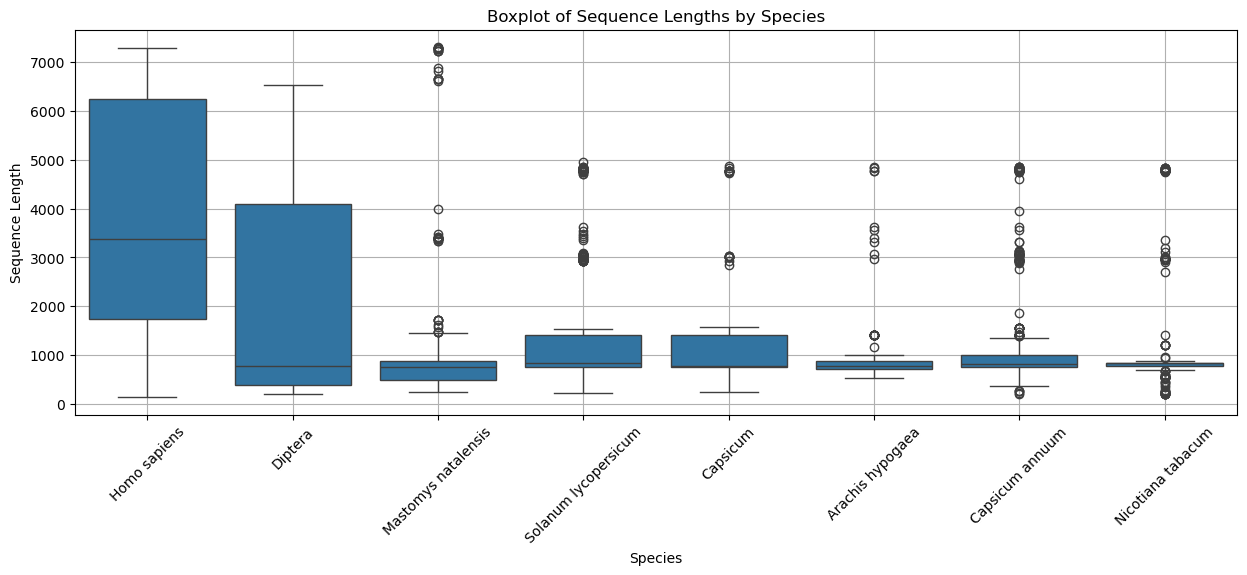 Boxplot of Sequence Lengths by Species
Sequence Length
7000
6000
5000
4000
3000
2000
1000
0
Homo sapiens
Diptera
Mastomys natalensis
Solanum lycopersicum
Capsicum
Arachis hypogaea
Capsicum annuum
Nicotiana tabacum
Species